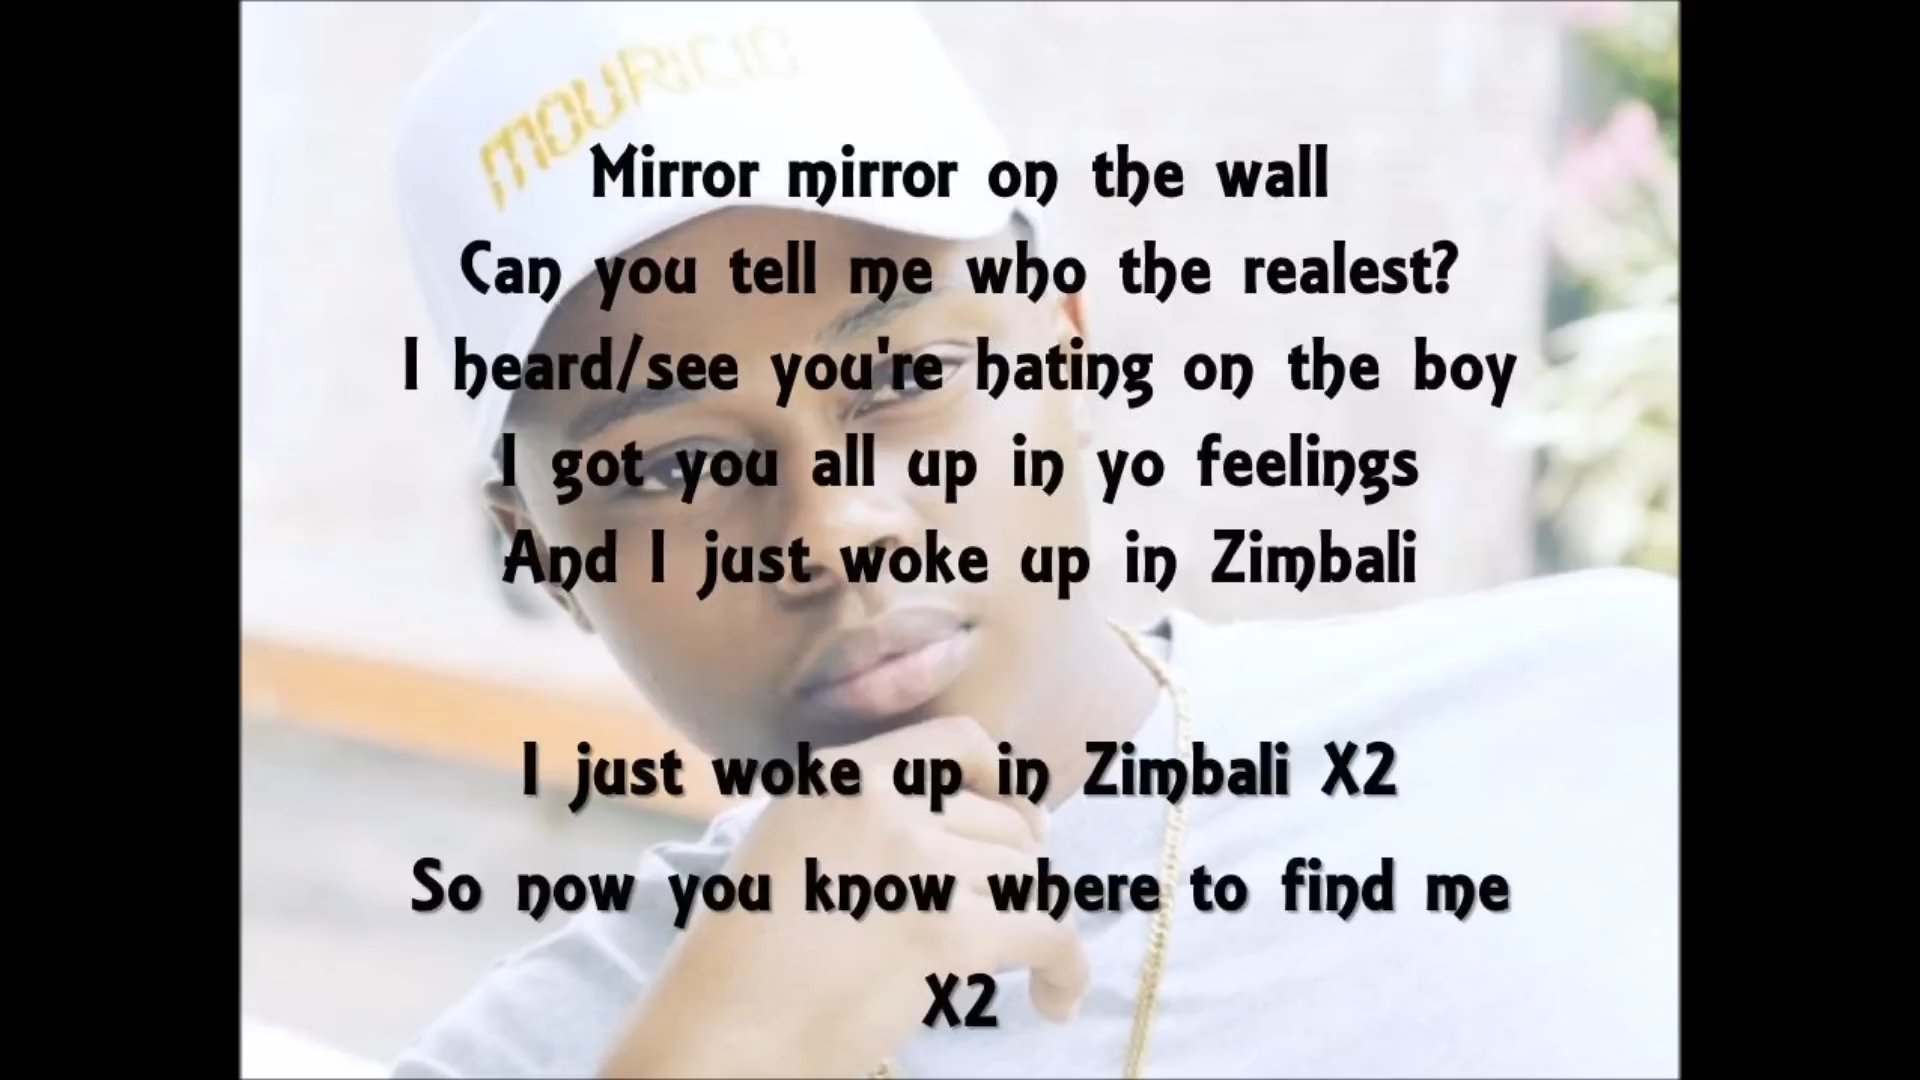 MOURICIO
Mirror mirror on the wall
Can you tell me who the realest?
I heard/see you're hating on the boy
I got you all up in yo feelings
And I just woke up in Zimbali
I just woke up in Zimbali X2
So now you know where to find me
X2